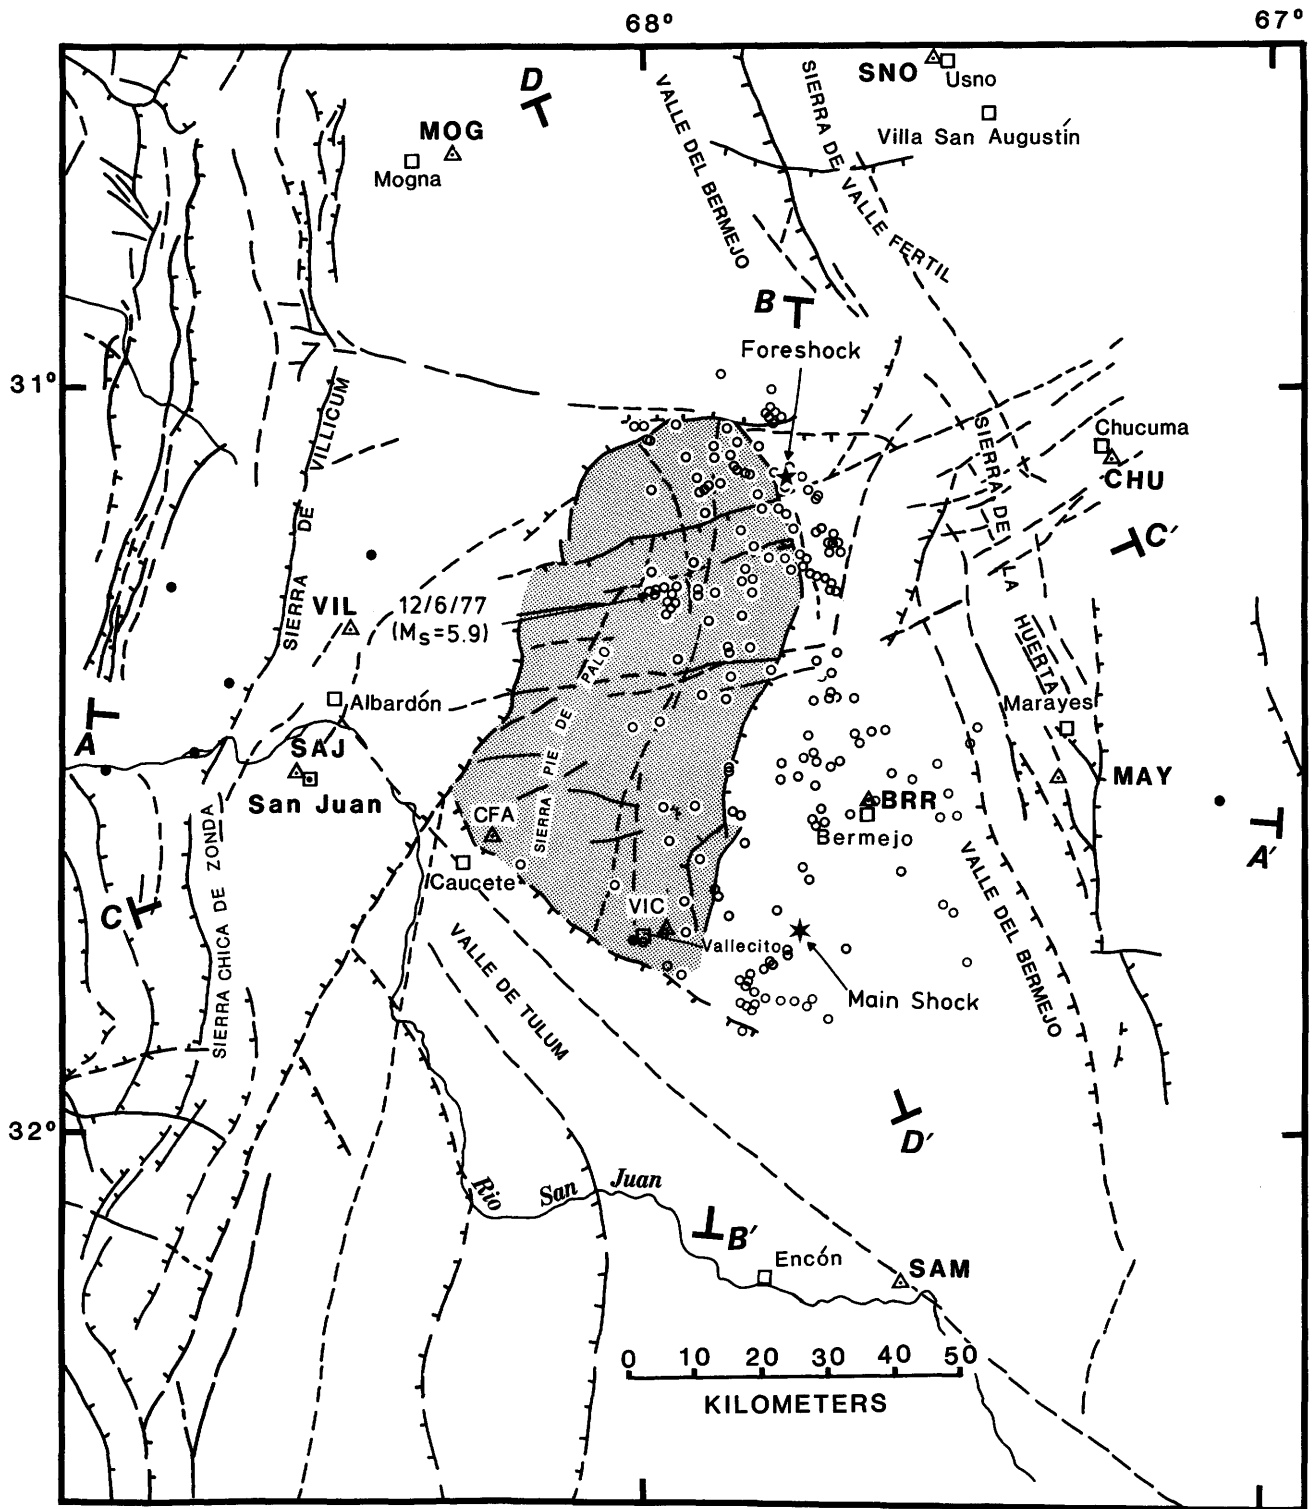 68°
67°
D
SNO
Usno
MOG
Villa San Augustín
Mogna
VALLE DEL BERMEJO
SIERRA DE VALLE FERTIL
B
Foreshock
31°
SIERRA DE VILLICUM
Chucuma
CHU
SIERRA DE LA HUERTA
C'
VIL
12/6/77
(Ms=5.9)
SIERRA PIE DE PALO
Albardón
Marayes
A
SAJ
San Juan
MAY
BRR
Bermejo
CFA
SIERRA CHICA DE ZONDA
A'
Caucete
VIC
C
Vallecito
VALLE DE TULUM
VALLE DEL BERMEJO
Main Shock
32°
D'
Rio San Juan
B'
Encón
SAM
0 10 20 30 40 50
KILOMETERS